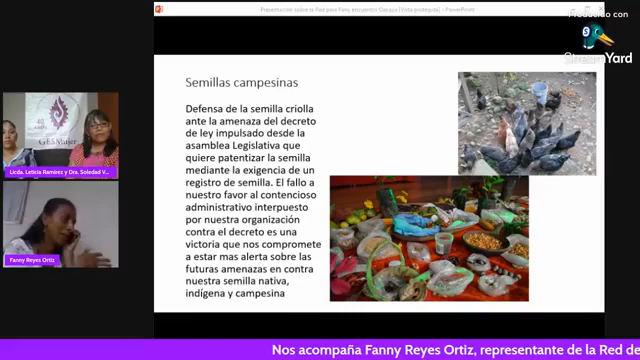 Presentacion sobre la Red para Foro encuentro Oaxaca [Vista protegida] - PowerPoint
Producido con
StreamYard
Semillas campesinas
Defensa de la semilla criolla
ante la amenaza del decreto
de ley impulsado desde la
asamblea Legislativa que
quiere patentizar la semilla
mediante la exigencia de un
registro de semilla. El fallo a
nuestro favor al contencioso
administrativo interpuesto
por nuestra organización
contra el decreto es una
victoria que nos compromete
a estar mas alerta sobre las
futuras amenazas en contra
nuestra semilla nativa,
indígena y campesina
GESMujer
Licda. Leticia Ramírez y Dra. Soledad V...
Fanny Reyes Ortiz
Nos acompaña Fanny Reyes Ortiz, representante de la Red de